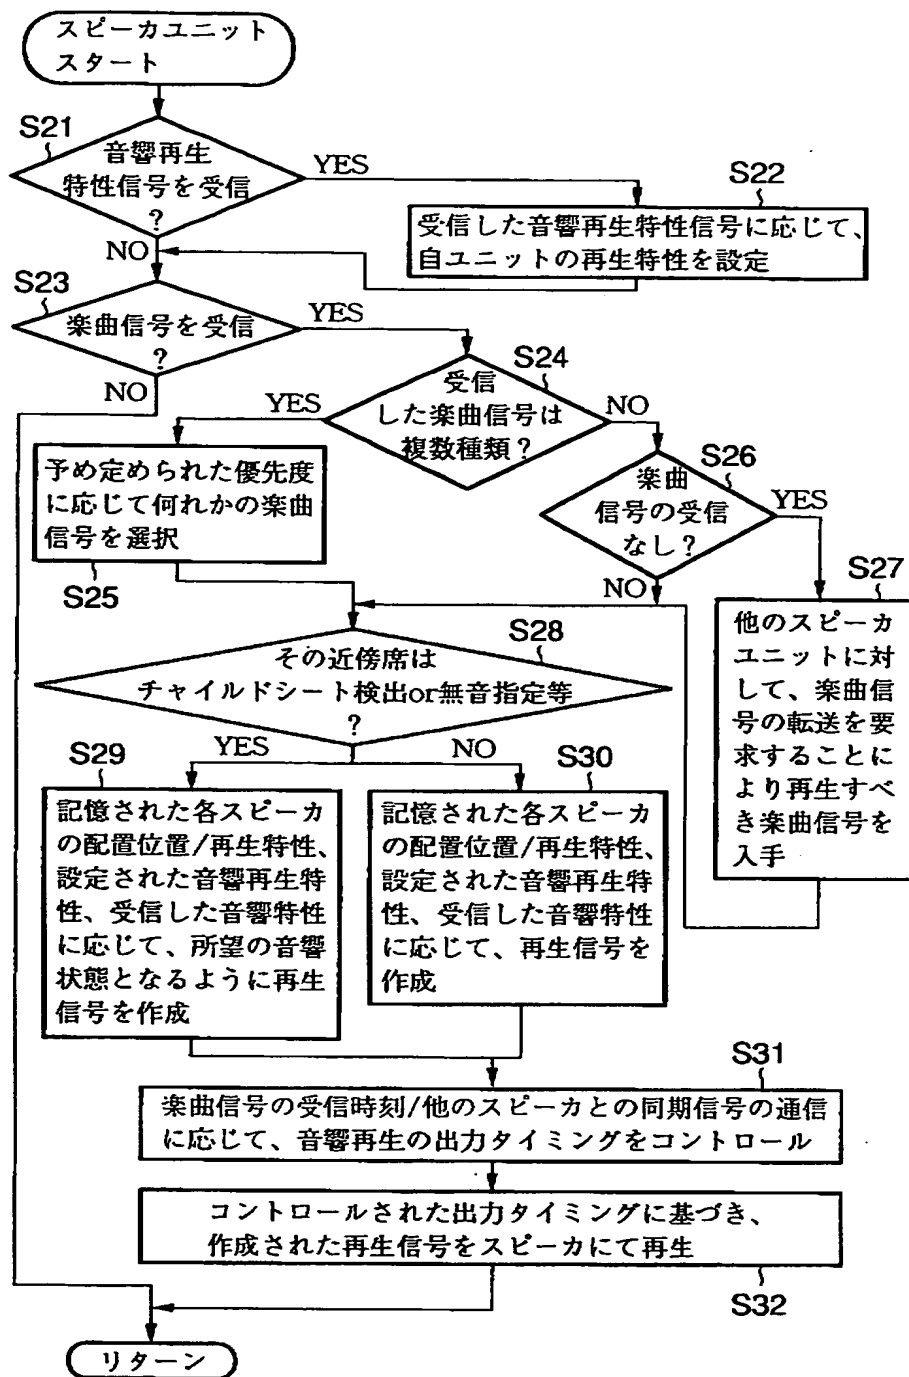 スピーカユニット
スタート
S21
音響再生
特性信号を受信
?
YES
NO
S22
受信した音響再生特性信号に応じて、
自ユニットの再生特性を設定
S23
楽曲信号を受信
?
YES
NO
S24
受信
した楽曲信号は
複数種類?
YES
NO
予め定められた優先度
に応じて何れかの楽曲
信号を選択
S25
S26
楽曲
信号の受信
なし?
YES
NO
S27
他のスピーカ
ユニットに対
して、楽曲信
号の転送を要
求することに
より再生すべ
き楽曲信号を
入手
S28
その近傍席は
チャイルドシート検出or無音指定等
?
YES
NO
S29
記憶された各スピーカ
の配置位置/再生特性、
設定された音響再生特
性、受信した音響特性
に応じて、所望の音響
状態となるように再生
信号を作成
S30
記憶された各スピーカ
の配置位置/再生特性、
設定された音響再生特
性、受信した音響特性
に応じて、再生信号を
作成
S31
楽曲信号の受信時刻/他のスピーカとの同期信号の通信
に応じて、音響再生の出力タイミングをコントロール
コントロールされた出力タイミングに基づき、
作成された再生信号をスピーカにて再生
S32
リターン